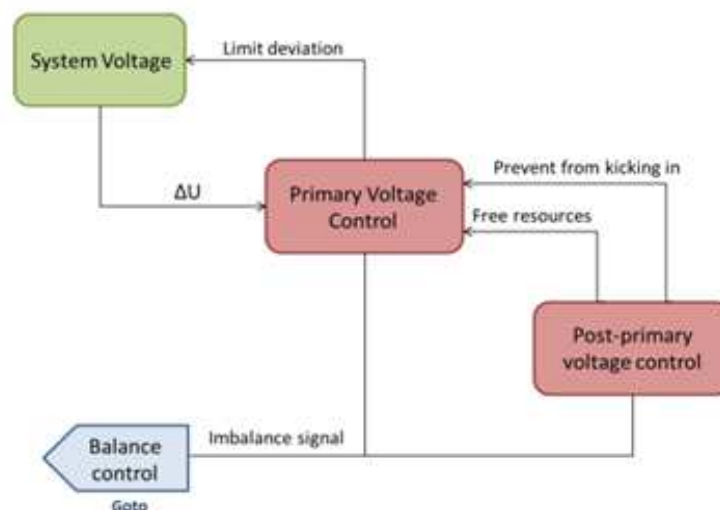 Limit deviation
System Voltage
Prevent from kicking in
ΔU
Primary Voltage
Control
Free resources
Post-primary
voltage control
Imbalance signal
Balance
control
Goto